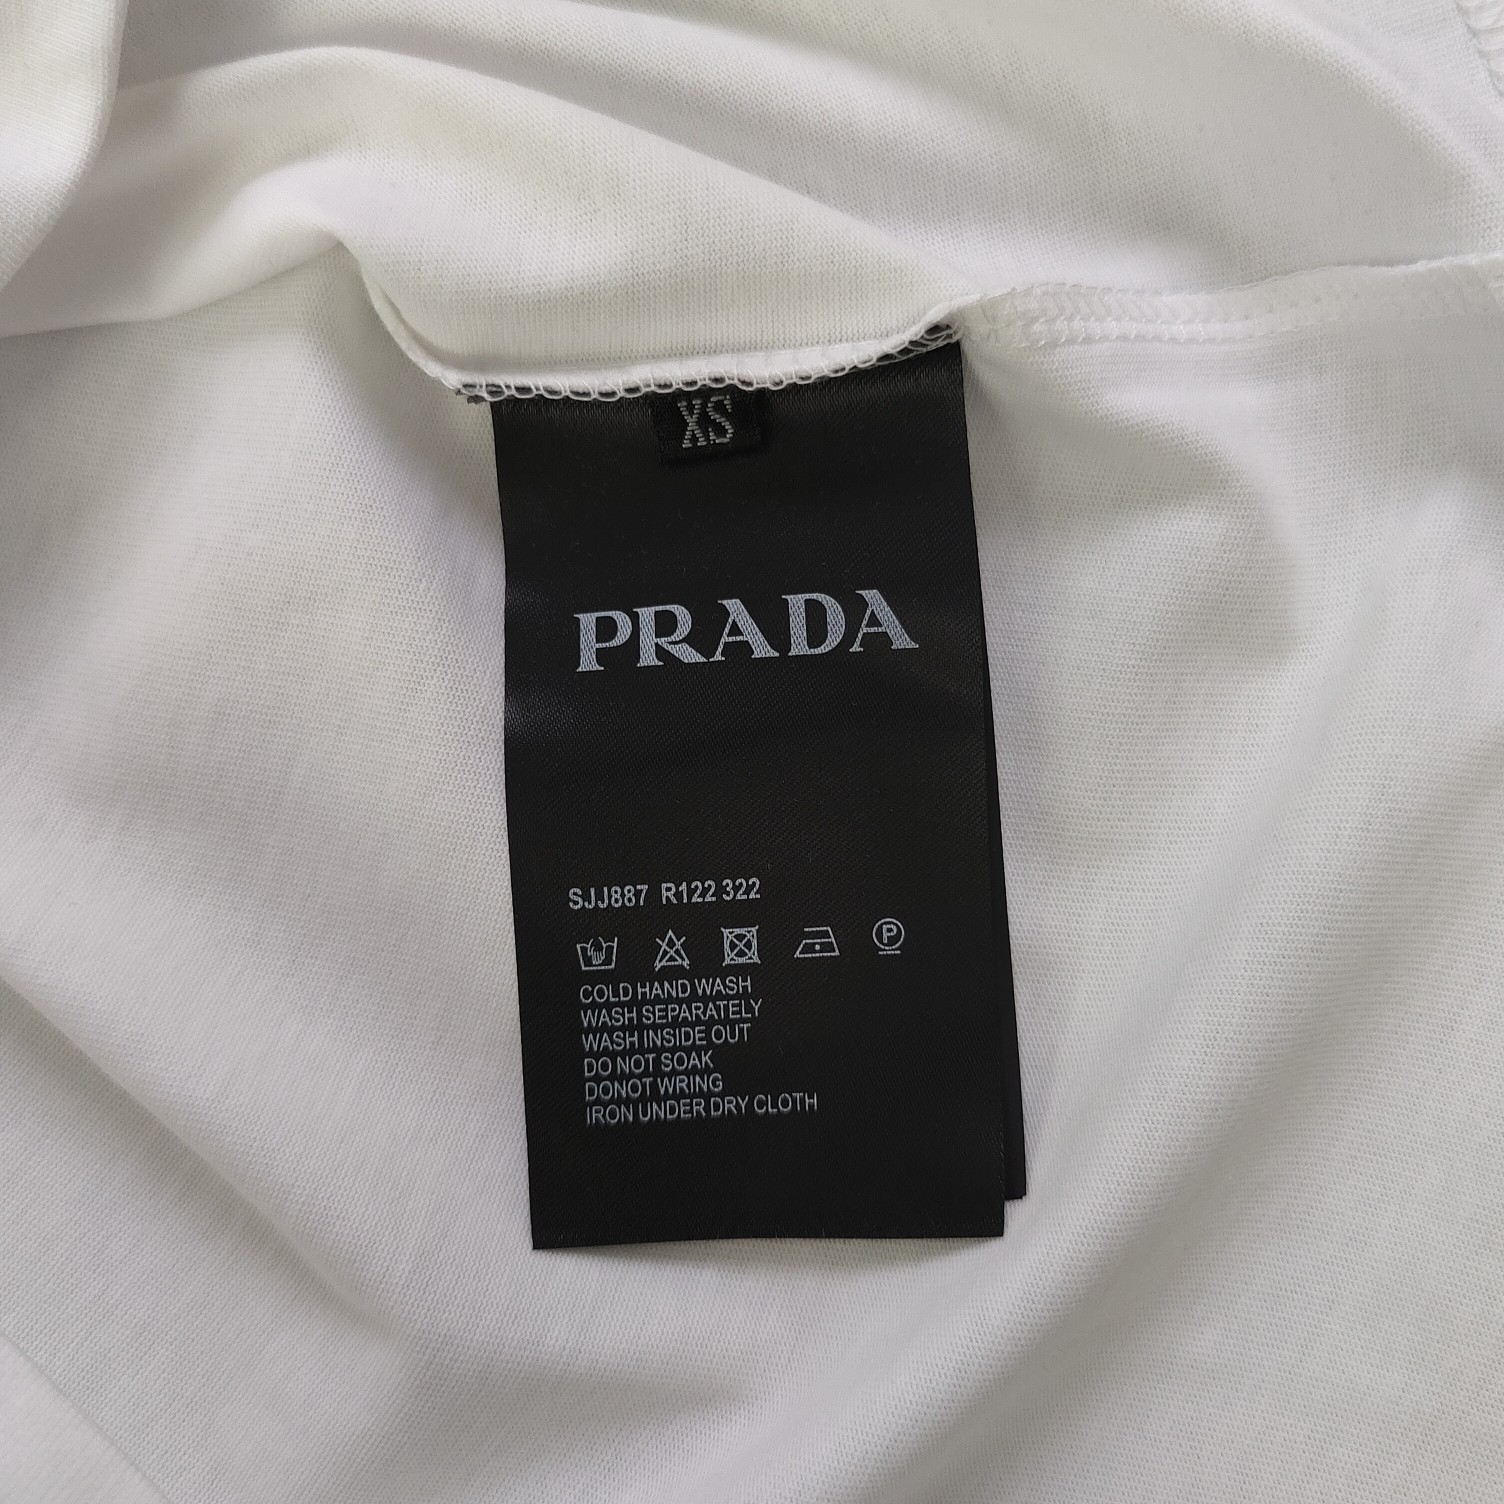 XS
PRADA
SJJ887 R122 322
P
COLD HAND WASH
WASH SEPARATELY
WASH INSIDE OUT
DO NOT SOAK
DONOT WRING
IRON UNDER DRY CLOTH